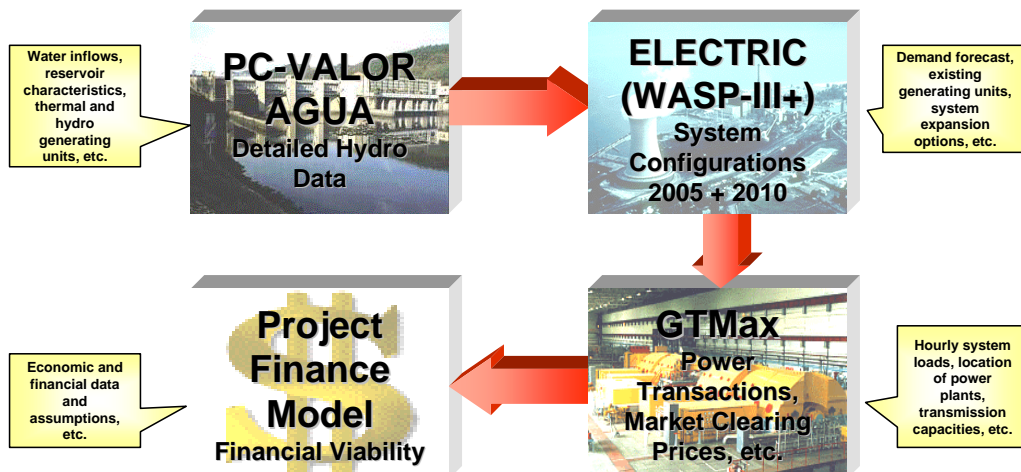 Water inflows,
reservoir
characteristics,
thermal and
hydro
generating
units, etc.
PC-VALOR
AGUA
Detailed Hydro
Data
ELECTRIC
(WASP-III+)
System
Configurations
2005 + 2010
Demand forecast,
existing
generating units,
system
expansion
options, etc.
Economic and
financial data
and
assumptions,
etc.
Project
Finance
Model
Financial Viability
GTMax
Power
Transactions,
Market Clearing
Prices, etc.
Hourly system
loads, location
of power
plants,
transmission
capacities, etc.